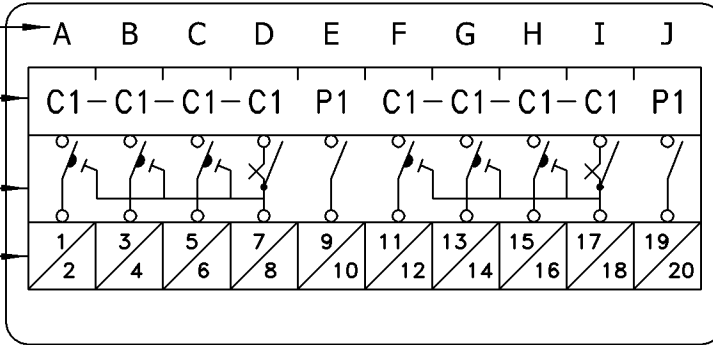 A B C D E F G H I J
C1-C1-C1-C1 P1 C1-C1-C1-C1 P1
1 3 5 7 9 11 13 15 17 19
2 4 6 8 10 12 14 16 18 20